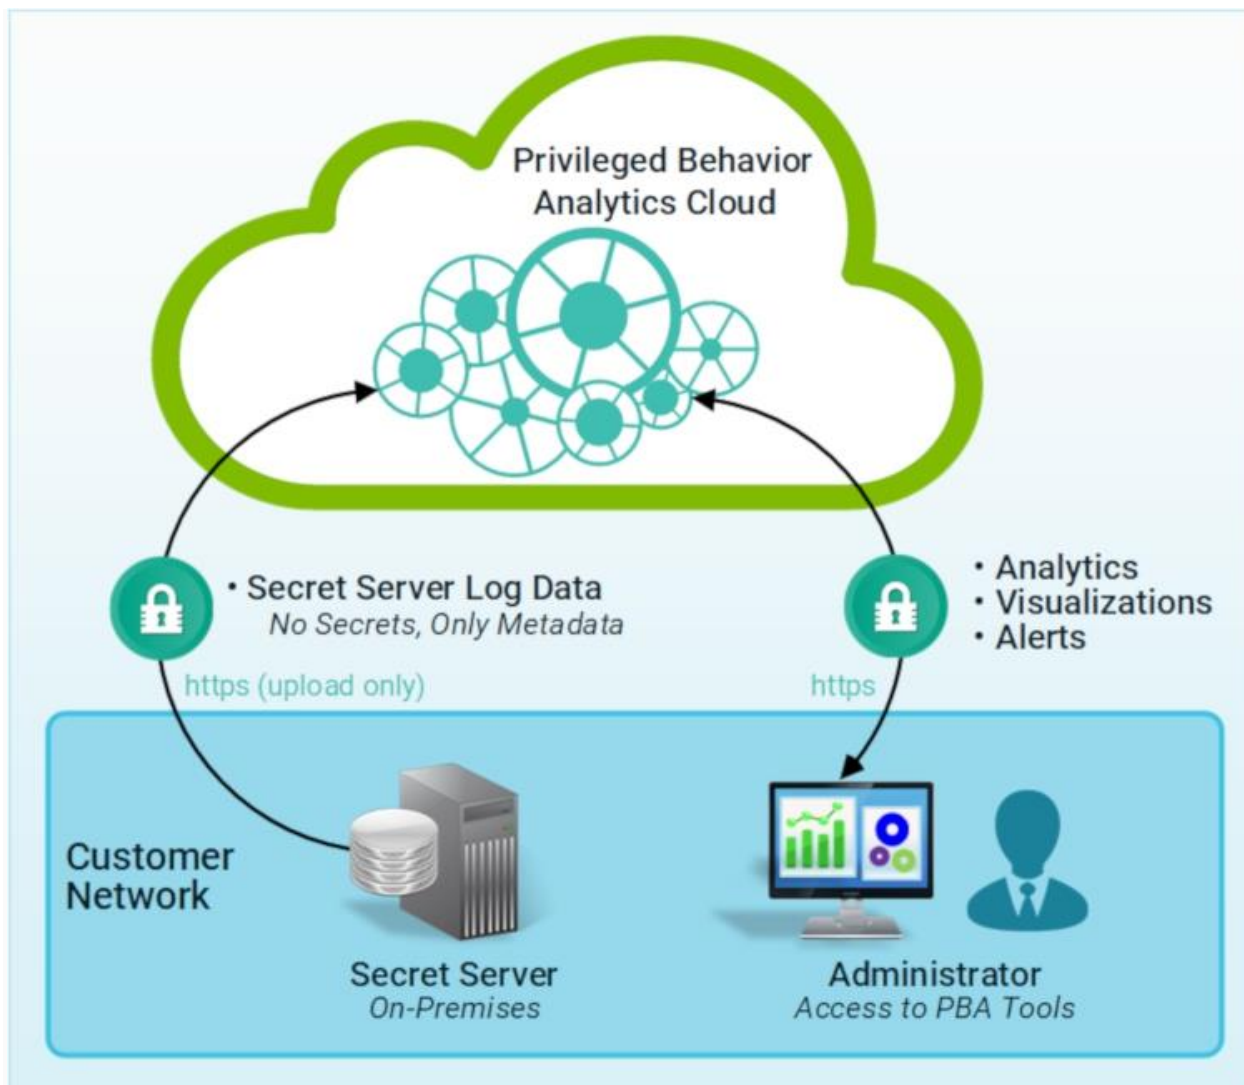 Privileged Behavior
Analytics Cloud
• Secret Server Log Data
No Secrets, Only Metadata
https (upload only)
• Analytics
• Visualizations
• Alerts
https
Customer
Network
Secret Server
On-Premises
Administrator
Access to PBA Tools